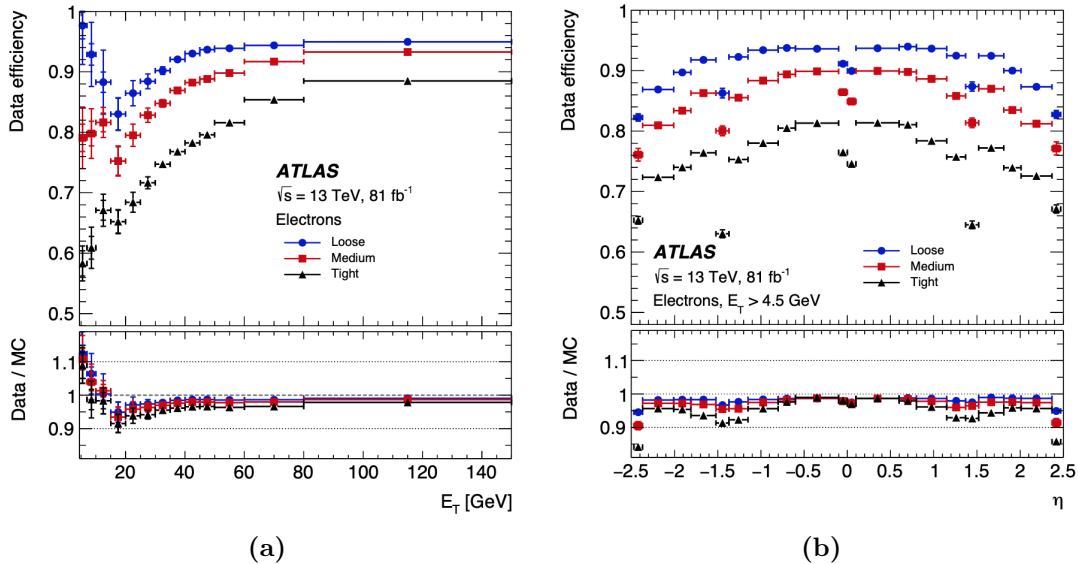 Data efficiency
1
0.9
0.8
0.7
0.6
0.5
ATLAS
√s = 13 TeV, 81 fb⁻¹
Electrons
Loose
Medium
Tight
Data / MC
1.1
1
0.9
20 40 60 80 100 120 140
E_T [GeV]
(a)
Data efficiency
1
0.9
0.8
0.7
0.6
0.5
ATLAS
√s = 13 TeV, 81 fb⁻¹
Electrons, E_T > 4.5 GeV
Loose
Medium
Tight
Data / MC
1.1
1
0.9
−2.5 −2 −1.5 −1 −0.5 0 0.5 1 1.5 2 2.5
η
(b)